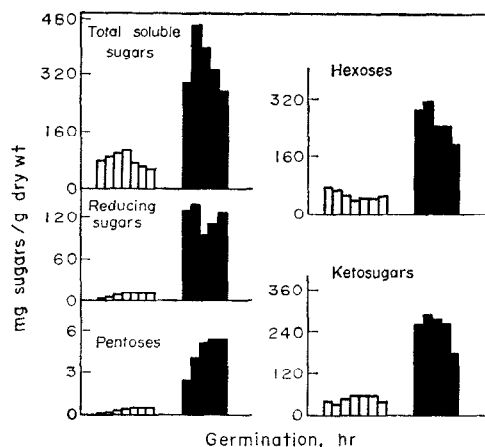 480
Total soluble
sugars
320
160
0
Reducing
sugars
120
60
0
Pentoses
6
3
0
mg sugars/g dry wt
Hexoses
320
160
0
Ketosugars
360
240
120
0
Germination, hr